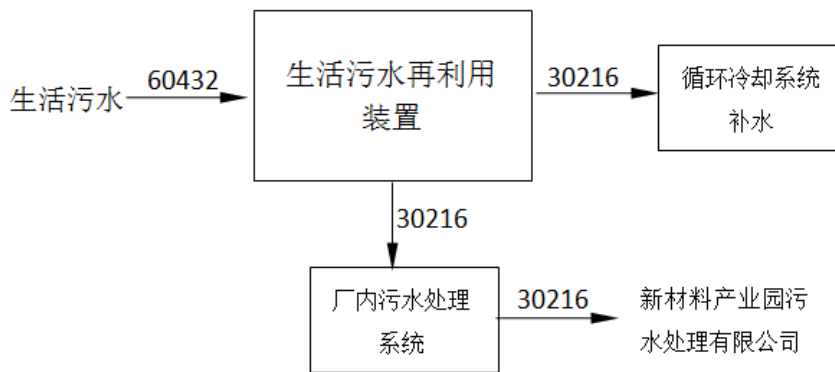 60432
生活污水
生活污水再利用
装置
30216
循环冷却系统
补水
30216
厂内污水处理
系统
30216
新材料产业园污
水处理有限公司